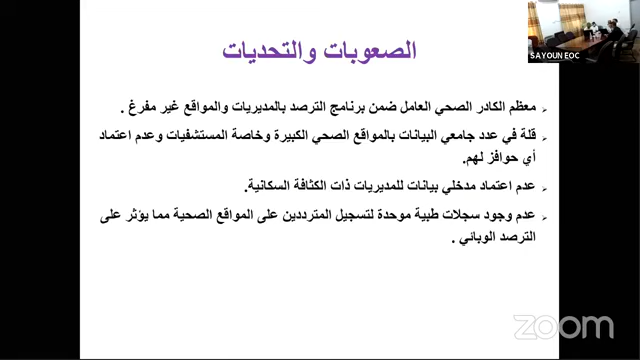 الصعوبات والتحديات
معظم الكادر الصحي العامل ضمن برنامج الترصد بالمديريات والمواقع غير مفرغ .
قلة في عدد جامعي البيانات بالمواقع الصحي الكبيرة وخاصة المستشفيات وعدم اعتماد
أي حوافز لهم.
عدم اعتماد مدخلي بيانات للمديريات ذات الكثافة السكانية.
عدم وجود سجلات طبية موحدة لتسجيل المترددين على المواقع الصحية مما يؤثر على
الترصد الوبائي .
SAYOUN EOC
zoom